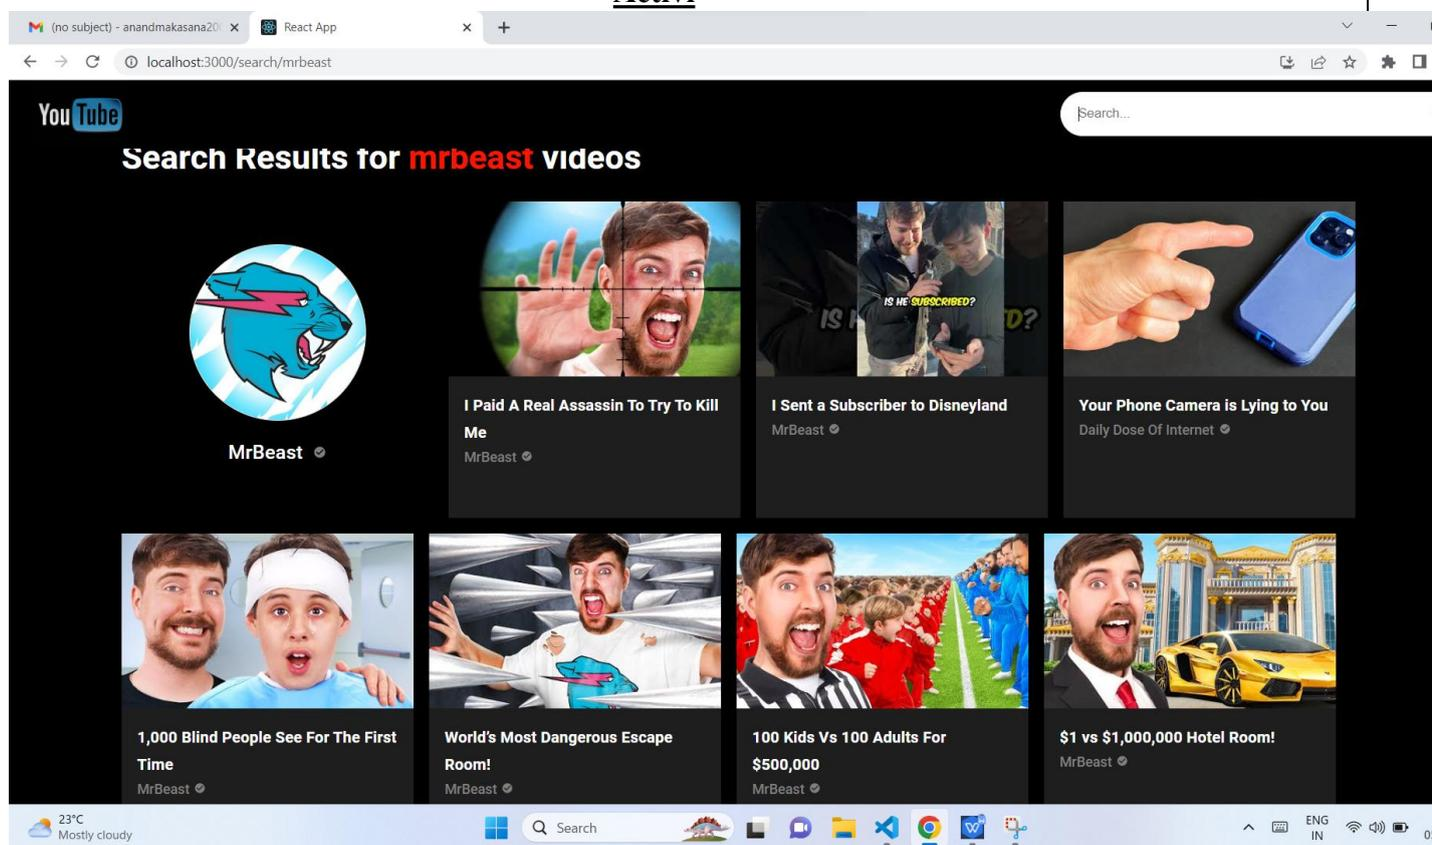 Activi
(no subject) - anandmakasana20
React App
localhost:3000/search/mrbeast
YouTube
Search...
Search Results for mrbeast videos
IS HE SUBSCRIBED?
MrBeast
I Paid A Real Assassin To Try To Kill
Me
MrBeast
I Sent a Subscriber to Disneyland
MrBeast
Your Phone Camera is Lying to You
Daily Dose Of Internet
1,000 Blind People See For The First
Time
MrBeast
World's Most Dangerous Escape
Room!
MrBeast
100 Kids Vs 100 Adults For
$500,000
MrBeast
$1 vs $1,000,000 Hotel Room!
MrBeast
23°C
Mostly cloudy
Search
ENG
IN